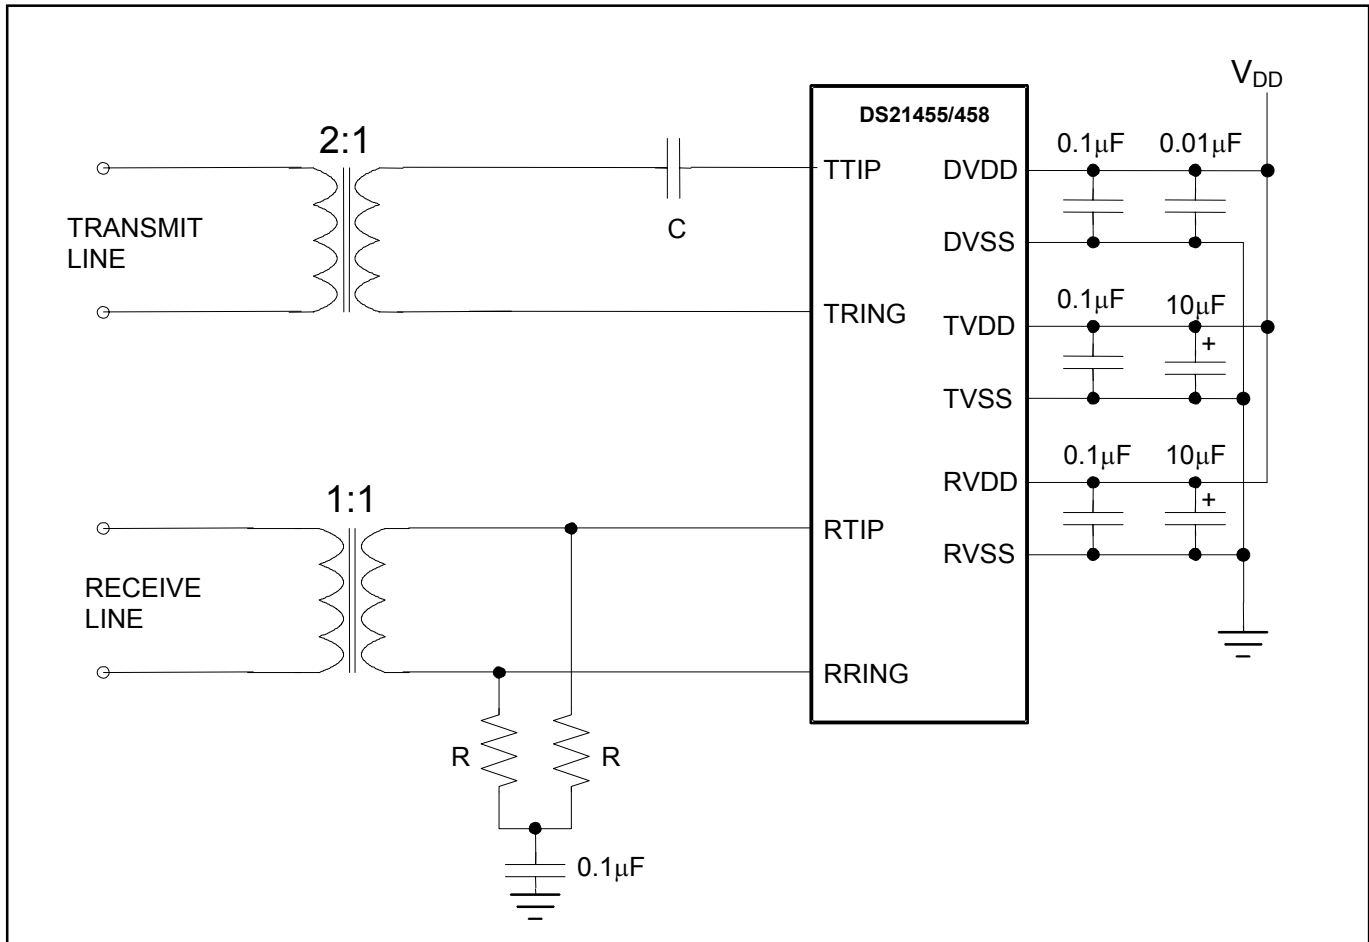 V_DD
DS21455/458
2:1
0.1µF
0.01µF
TTIP
DVDD
TRANSMIT
LINE
C
DVSS
0.1µF
10µF
TRING
TVDD
+
TVSS
0.1µF
10µF
1:1
RVDD
+
RTIP
RVSS
RECEIVE
LINE
RRING
R
R
0.1µF